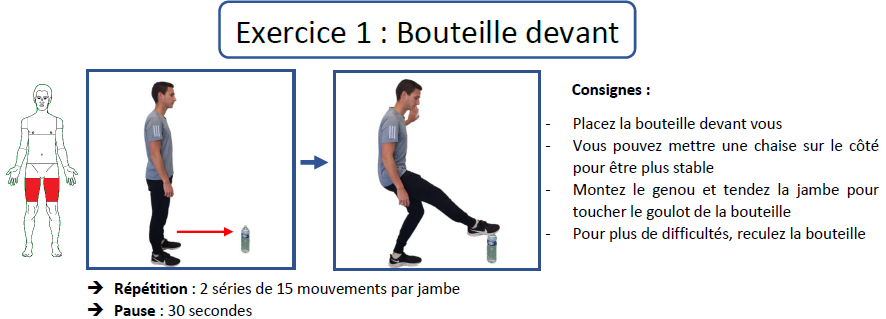 Exercice 1 : Bouteille devant
Consignes :
- Placez la bouteille devant vous
- Vous pouvez mettre une chaise sur le côté
pour être plus stable
- Montez le genou et tendez la jambe pour
toucher le goulot de la bouteille
- Pour plus de difficultés, reculez la bouteille
➔ Répétition : 2 séries de 15 mouvements par jambe
➔ Pause : 30 secondes